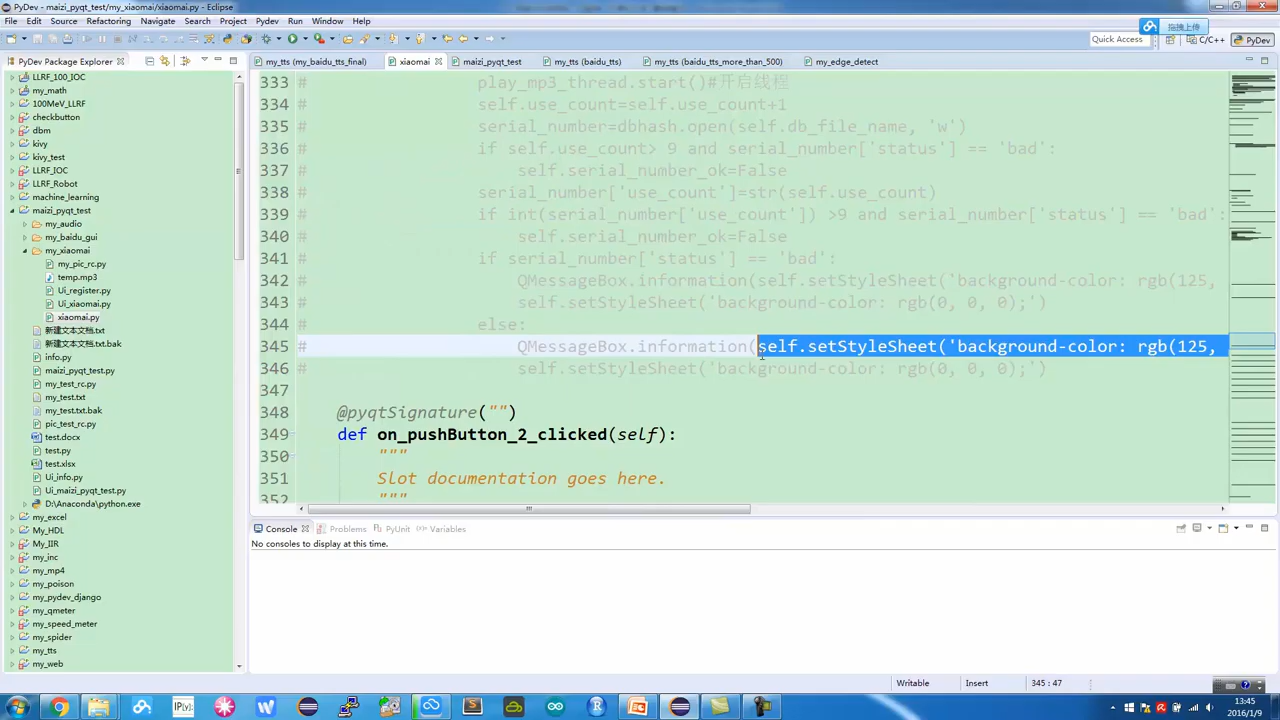 PyDev - maizi_pyqt_test/my_xiaomai/xiaomai.py - Eclipse
File Edit Source Refactoring Navigate Search Project Pydev Run Window Help
拖拽上传
Quick Access
C/C++
PyDev
PyDev Package Explorer
my_tts (my_baidu_tts_final)
xiaomai
maizi_pyqt_test
my_tts (baidu_tts)
my_tts (baidu_tts_more_than_500)
my_edge_detect
LLRF_100_IOC
my_math
100MeV_LLRF
checkbutton
dbm
kivy
kivy_test
LLRF_IOC
LLRF_Robot
machine_learning
maizi_pyqt_test
my_audio
my_baidu_gui
my_xiaomai
my_pic_rc.py
temp.mp3
Ui_register.py
Ui_xiaomai.py
xiaomai.py
新建文本文档.txt
新建文本文档.txt.bak
info.py
maizi_pyqt_test.py
my_test_rc.py
my_test.txt
my_test.txt.bak
pic_test_rc.py
test.docx
test.py
test.xlsx
Ui_info.py
Ui_maizi_pyqt_test.py
D:\Anaconda\python.exe
my_excel
My_HDL
My_IIR
my_inc
my_mp4
my_poison
my_pydev_django
my_qmeter
my_speed_meter
my_spider
my_tts
my_web
333 # play_mp3_thread.start()#开启线程
334 # self.use_count=self.use_count+1
335 # serial_number=dbhash.open(self.db_file_name, 'w')
336 # if self.use_count> 9 and serial_number['status'] == 'bad':
337 # self.serial_number_ok=False
338 # serial_number['use_count']=str(self.use_count)
339 # if int(serial_number['use_count']) >9 and serial_number['status'] == 'bad':
340 # self.serial_number_ok=False
341 # if serial_number['status'] == 'bad':
342 # QMessageBox.information(self.setStyleSheet('background-color: rgb(125,
343 # self.setStyleSheet('background-color: rgb(0, 0, 0);')
344 # else:
345 # QMessageBox.information(self.setStyleSheet('background-color: rgb(125,
346 # self.setStyleSheet('background-color: rgb(0, 0, 0);')
347
348 @pyqtSignature("")
349 def on_pushButton_2_clicked(self):
350 """
351 Slot documentation goes here.
352 """
Console Problems PyUnit Variables
No consoles to display at this time.
Writable Insert 345 : 47
13:45
2016/1/9